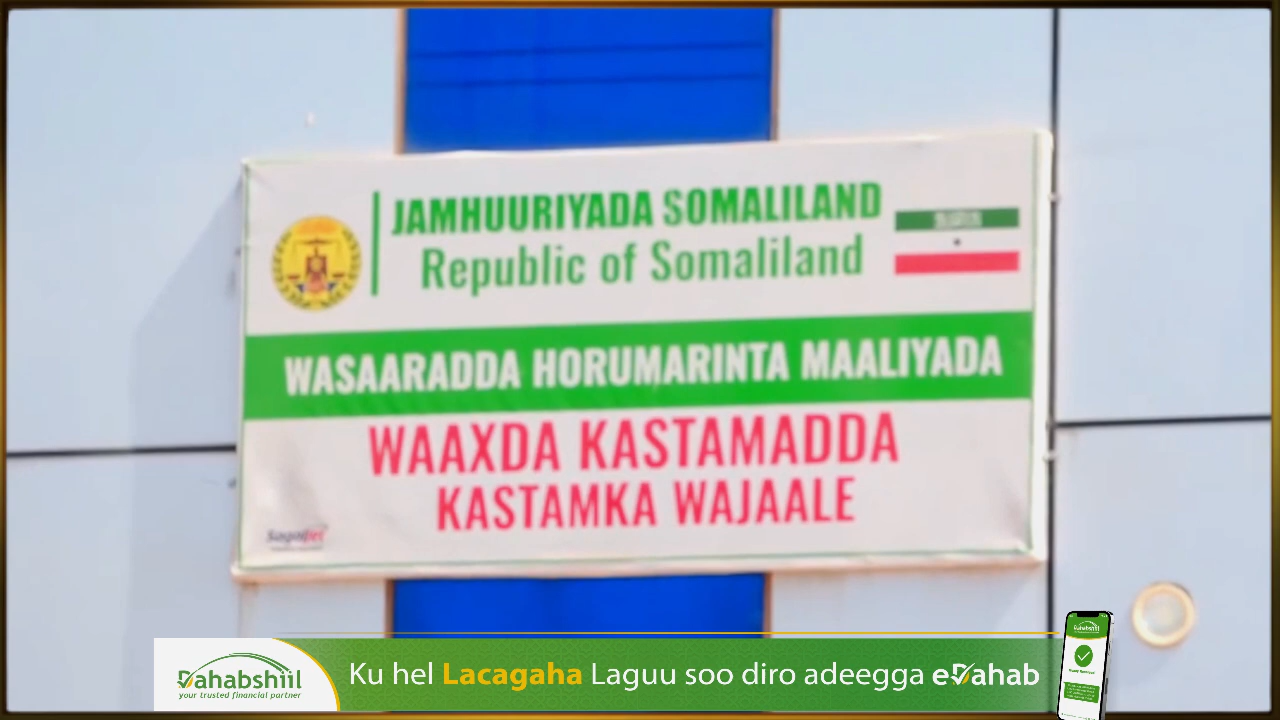 JAMHUURIYADA SOMALILAND
Republic of Somaliland
WASAARADDA HORUMARINTA MAALIYADA
WAAXDA KASTAMADDA
KASTAMKA WAJAALE
Dahabshiil
your trusted financial partner
Ku hel Lacagaha Laguu soo diro adeegga eDahab
Dahabshiil